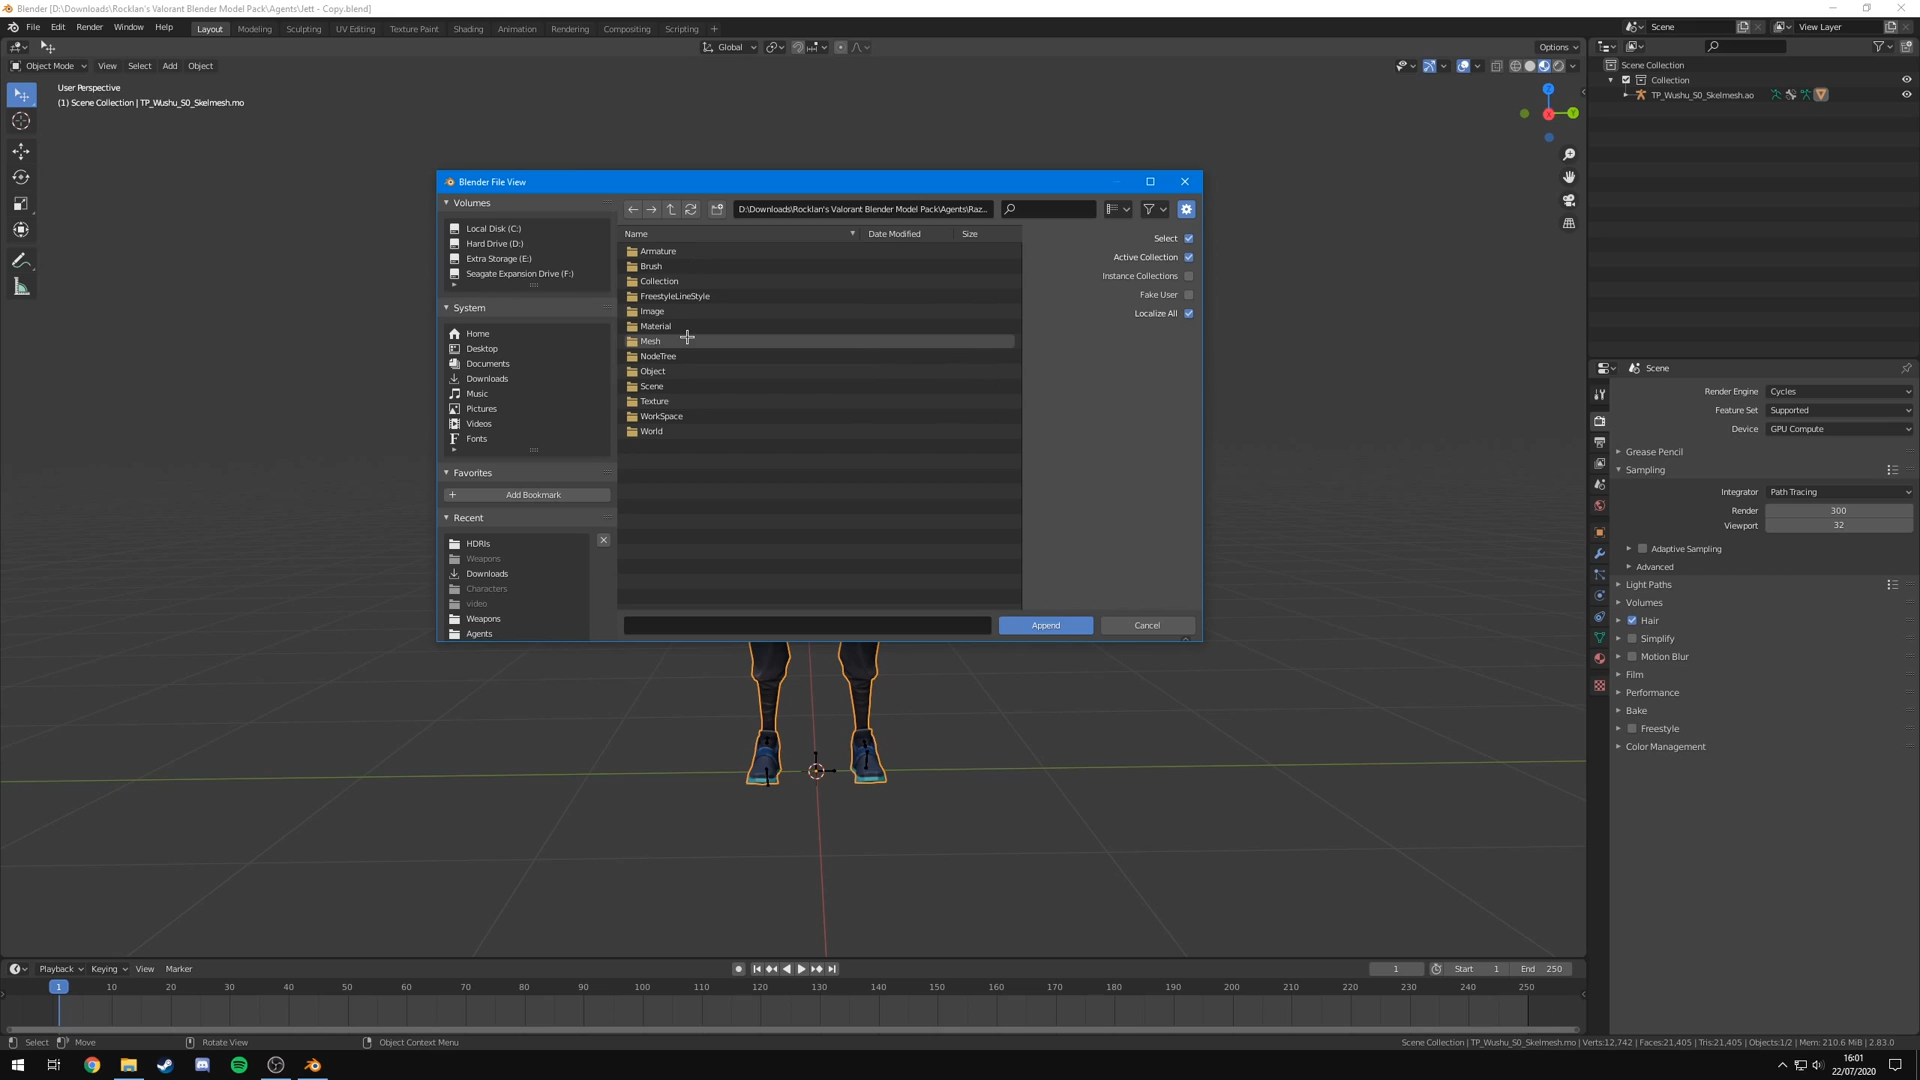 Blender [D:\Downloads\Rocklan's Valorant Blender Model Pack\Agents\Jett - Copy.blend]
File Edit Render Window Help
Layout Modeling Sculpting UV Editing Texture Paint Shading Animation Rendering Compositing Scripting +
Scene
View Layer
Global
Options
Object Mode View Select Add Object
User Perspective
(1) Scene Collection | TP_Wushu_S0_Skelmesh.mo
Z
Y
X
Scene Collection
Collection
TP_Wushu_S0_Skelmesh.ao
Blender File View
Volumes
Local Disk (C:)
Hard Drive (D:)
Extra Storage (E:)
Seagate Expansion Drive (F:)
System
Home
Desktop
Documents
Downloads
Music
Pictures
Videos
Fonts
Favorites
Add Bookmark
Recent
HDRIs
Weapons
Downloads
Characters
video
Weapons
Agents
D:\Downloads\Rocklan's Valorant Blender Model Pack\Agents\Raz...
Name Date Modified Size
Armature
Brush
Collection
FreestyleLineStyle
Image
Material
Mesh
NodeTree
Object
Scene
Texture
WorkSpace
World
Select
Active Collection
Instance Collections
Fake User
Localize All
Append Cancel
Scene
Render Engine Cycles
Feature Set Supported
Device GPU Compute
Grease Pencil
Sampling
Integrator Path Tracing
Render 300
Viewport 32
Adaptive Sampling
Advanced
Light Paths
Volumes
Hair
Simplify
Motion Blur
Film
Performance
Bake
Freestyle
Color Management
Playback Keying View Marker
1 Start 1 End 250
1 10 20 30 40 50 60 70 80 90 100 110 120 130 140 150 160 170 180 190 200 210 220 230 240 250
Select Move Rotate View Object Context Menu
Scene Collection | TP_Wushu_S0_Skelmesh.mo | Verts:12,742 | Faces:21,405 | Tris:21,405 | Objects:1/2 | Mem: 210.6 MiB | 2.83.0
16:01
22/07/2020